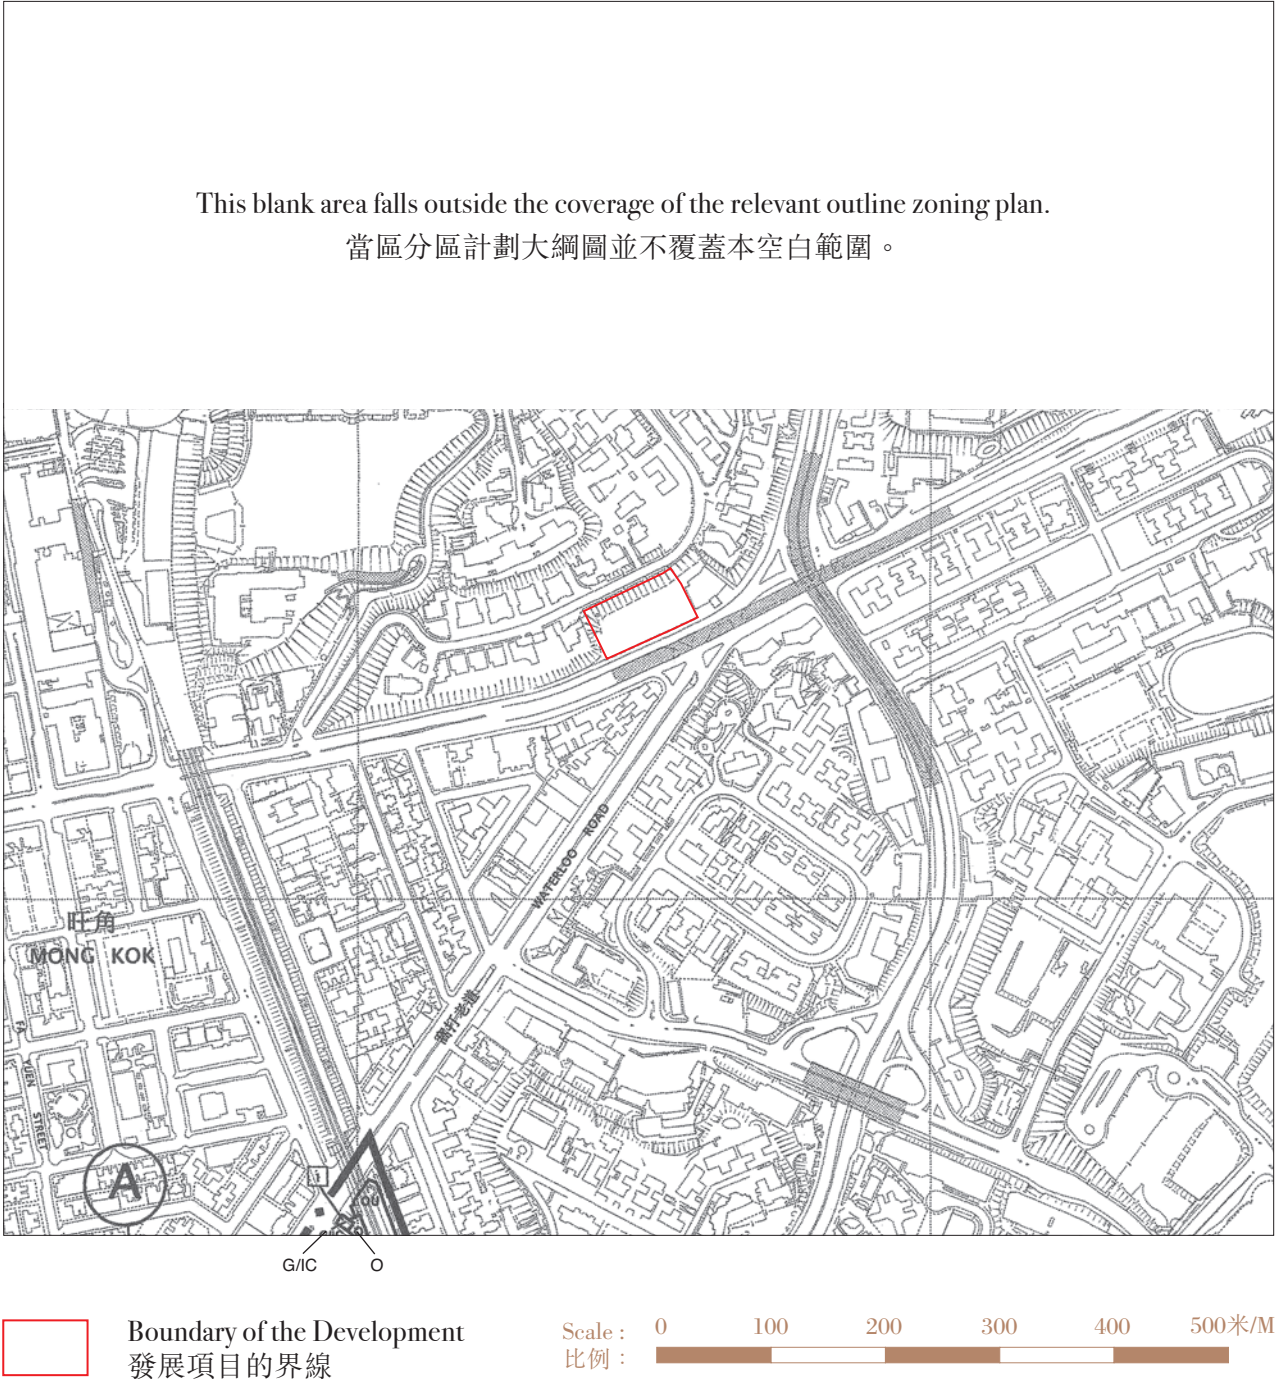 This blank area falls outside the coverage of the relevant outline zoning plan.
當區分區計劃大綱圖並不覆蓋本空白範圍。
WATERLOO ROAD
旺角
MONG KOK
窩打老道
FA YUEN STREET
A
OU
G/IC
O
Boundary of the Development
發展項目的界線
Scale :
比例 :
0 100 200 300 400 500米/M